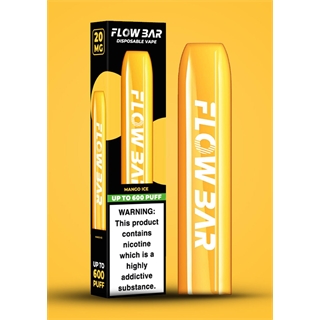 20
MG
FLOW BAR
DISPOSABLE VAPE
FLOW BAR
MANGO ICE
UP TO 600 PUFF
WARNING:
This product
contains
nicotine
which is a
highly
addictive
substance.
UP TO
600
PUFF
FLOW BAR